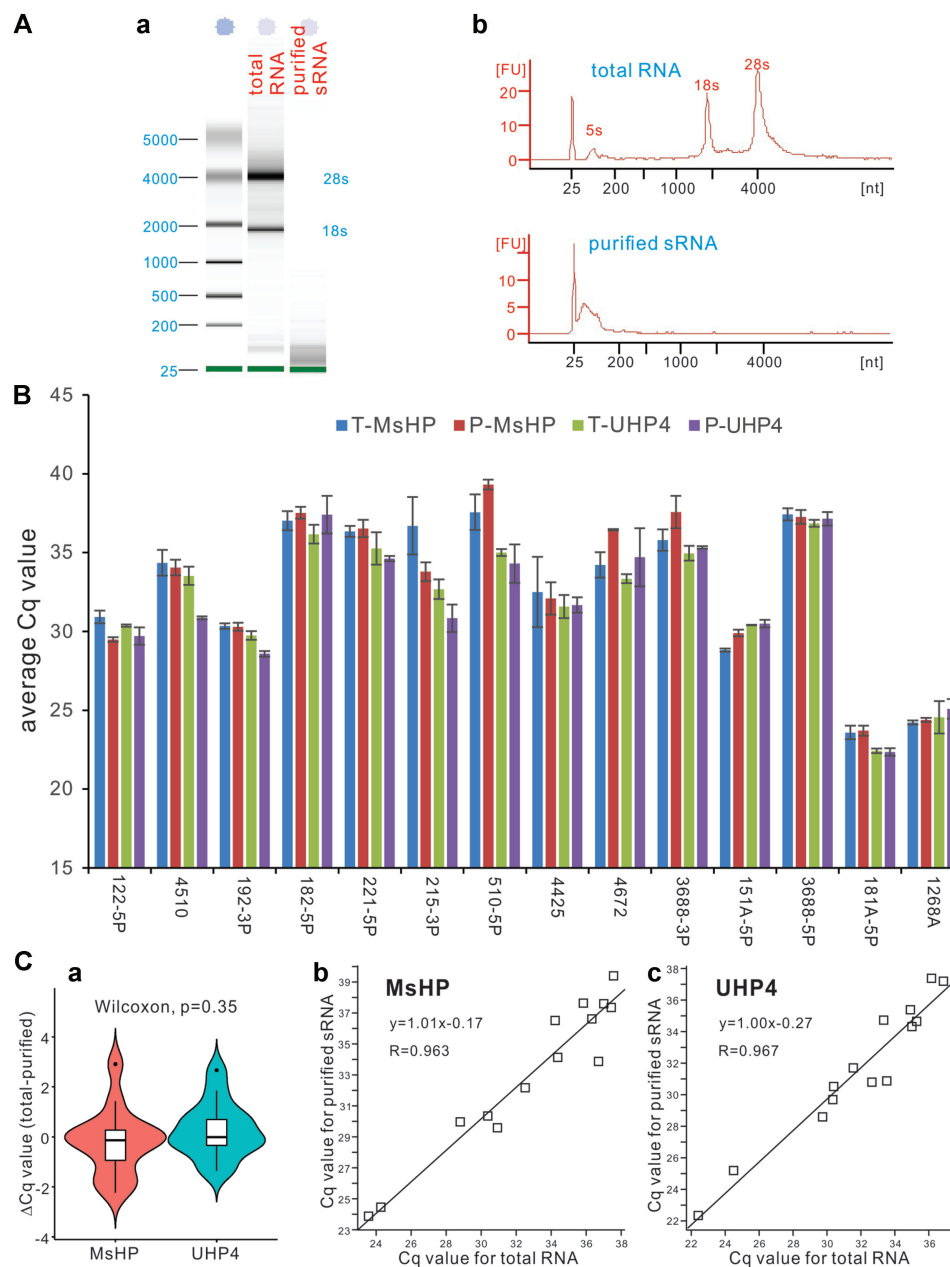 A
a
total RNA
purified sRNA
5000
4000
2000
1000
500
200
25
28s
18s
b
[FU]
total RNA
20
10
0
5s
18s
28s
25 200 1000 4000 [nt]
[FU]
purified sRNA
15
10
5
0
25 200 1000 4000 [nt]
B
average Cq value
45
40
35
30
25
20
15
T-MsHP P-MsHP T-UHP4 P-UHP4
122-5P 4510 192-3P 182-5P 221-5P 215-3P 510-5P 4425 4672 3688-3P 151A-5P 3688-5P 181A-5P 1268A
C
a
Wilcoxon, p=0.35
ΔCq value (total-purified)
4
2
0
-2
-4
MsHP UHP4
b
MsHP
y=1.01x-0.17
R=0.963
Cq value for purified sRNA
39
37
35
33
31
29
27
25
23
24 26 28 30 32 34 36 38
Cq value for total RNA
c
UHP4
y=1.00x-0.27
R=0.967
Cq value for purified sRNA
38
36
34
32
30
28
26
24
22
22 24 26 28 30 32 34 36
Cq value for total RNA